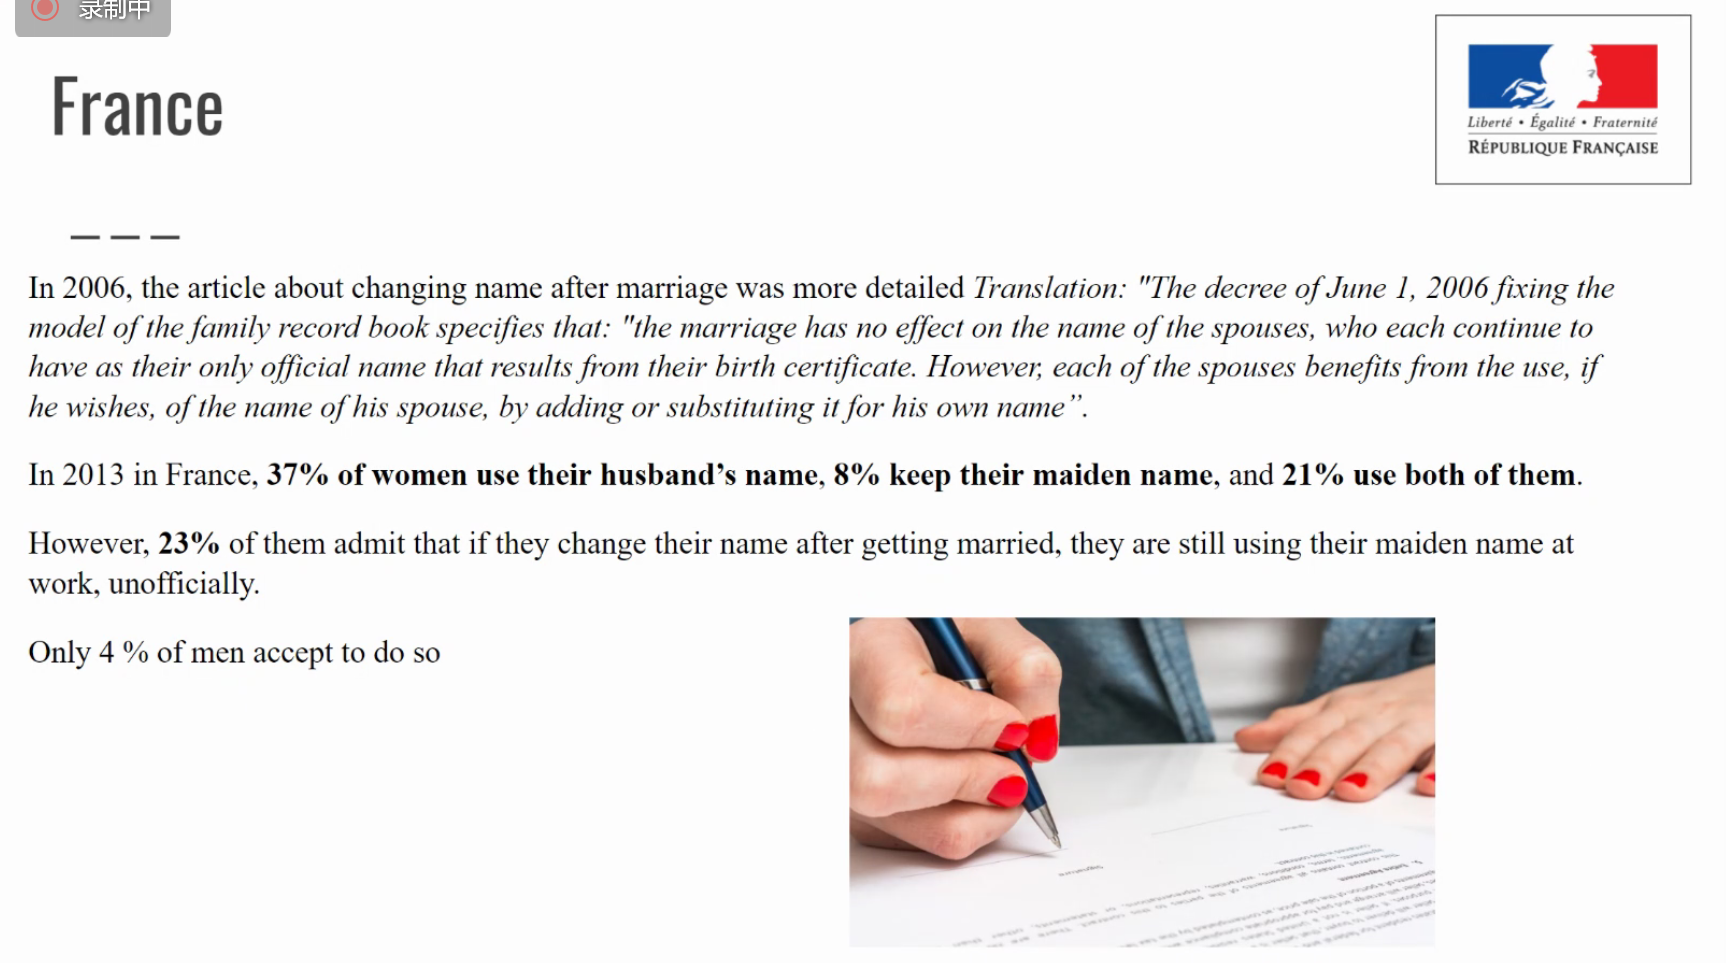 录制中
France
Liberté • Égalité • Fraternité
RÉPUBLIQUE FRANÇAISE
In 2006, the article about changing name after marriage was more detailed Translation: "The decree of June 1, 2006 fixing the
model of the family record book specifies that: "the marriage has no effect on the name of the spouses, who each continue to
have as their only official name that results from their birth certificate. However, each of the spouses benefits from the use, if
he wishes, of the name of his spouse, by adding or substituting it for his own name”.
In 2013 in France, 37% of women use their husband’s name, 8% keep their maiden name, and 21% use both of them.
However, 23% of them admit that if they change their name after getting married, they are still using their maiden name at
work, unofficially.
Only 4 % of men accept to do so
Signature
Signature